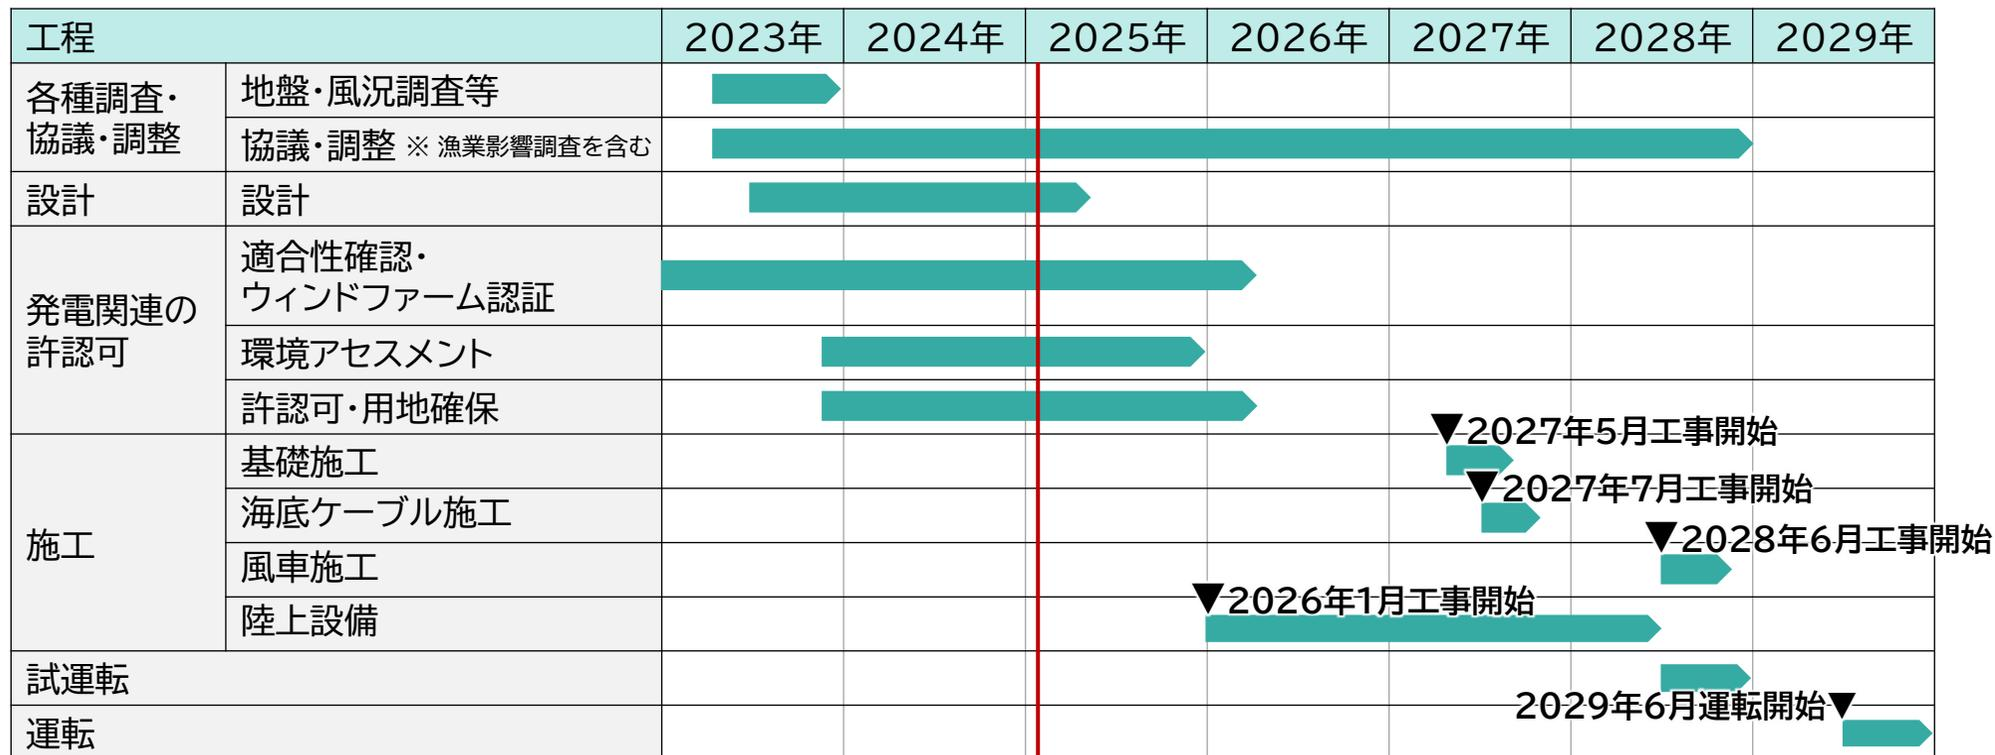 工程 2023年 2024年 2025年 2026年 2027年 2028年 2029年
各種調査・
協議・調整
地盤・風況調査等
協議・調整 ※ 漁業影響調査を含む
設計
設計
発電関連の
許認可
適合性確認・
ウィンドファーム認証
環境アセスメント
許認可・用地確保
施工
基礎施工
▼2027年5月工事開始
海底ケーブル施工
▼2027年7月工事開始
風車施工
▼2028年6月工事開始
陸上設備
▼2026年1月工事開始
試運転
運転
2029年6月運転開始▼